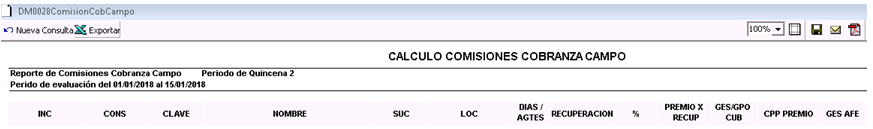 DM0028ComisionCobCampo
Nueva Consulta Exportar 100%
CALCULO COMISIONES COBRANZA CAMPO
Reporte de Comisiones Cobranza Campo Periodo de Quincena 2
Perido de evaluación del 01/01/2018 al 15/01/2018
INC CONS CLAVE NOMBRE SUC LOC DIAS / AGTES RECUPERACION % PREMIO X RECUP GES/GPO CUB CPP PREMIO GES AFE